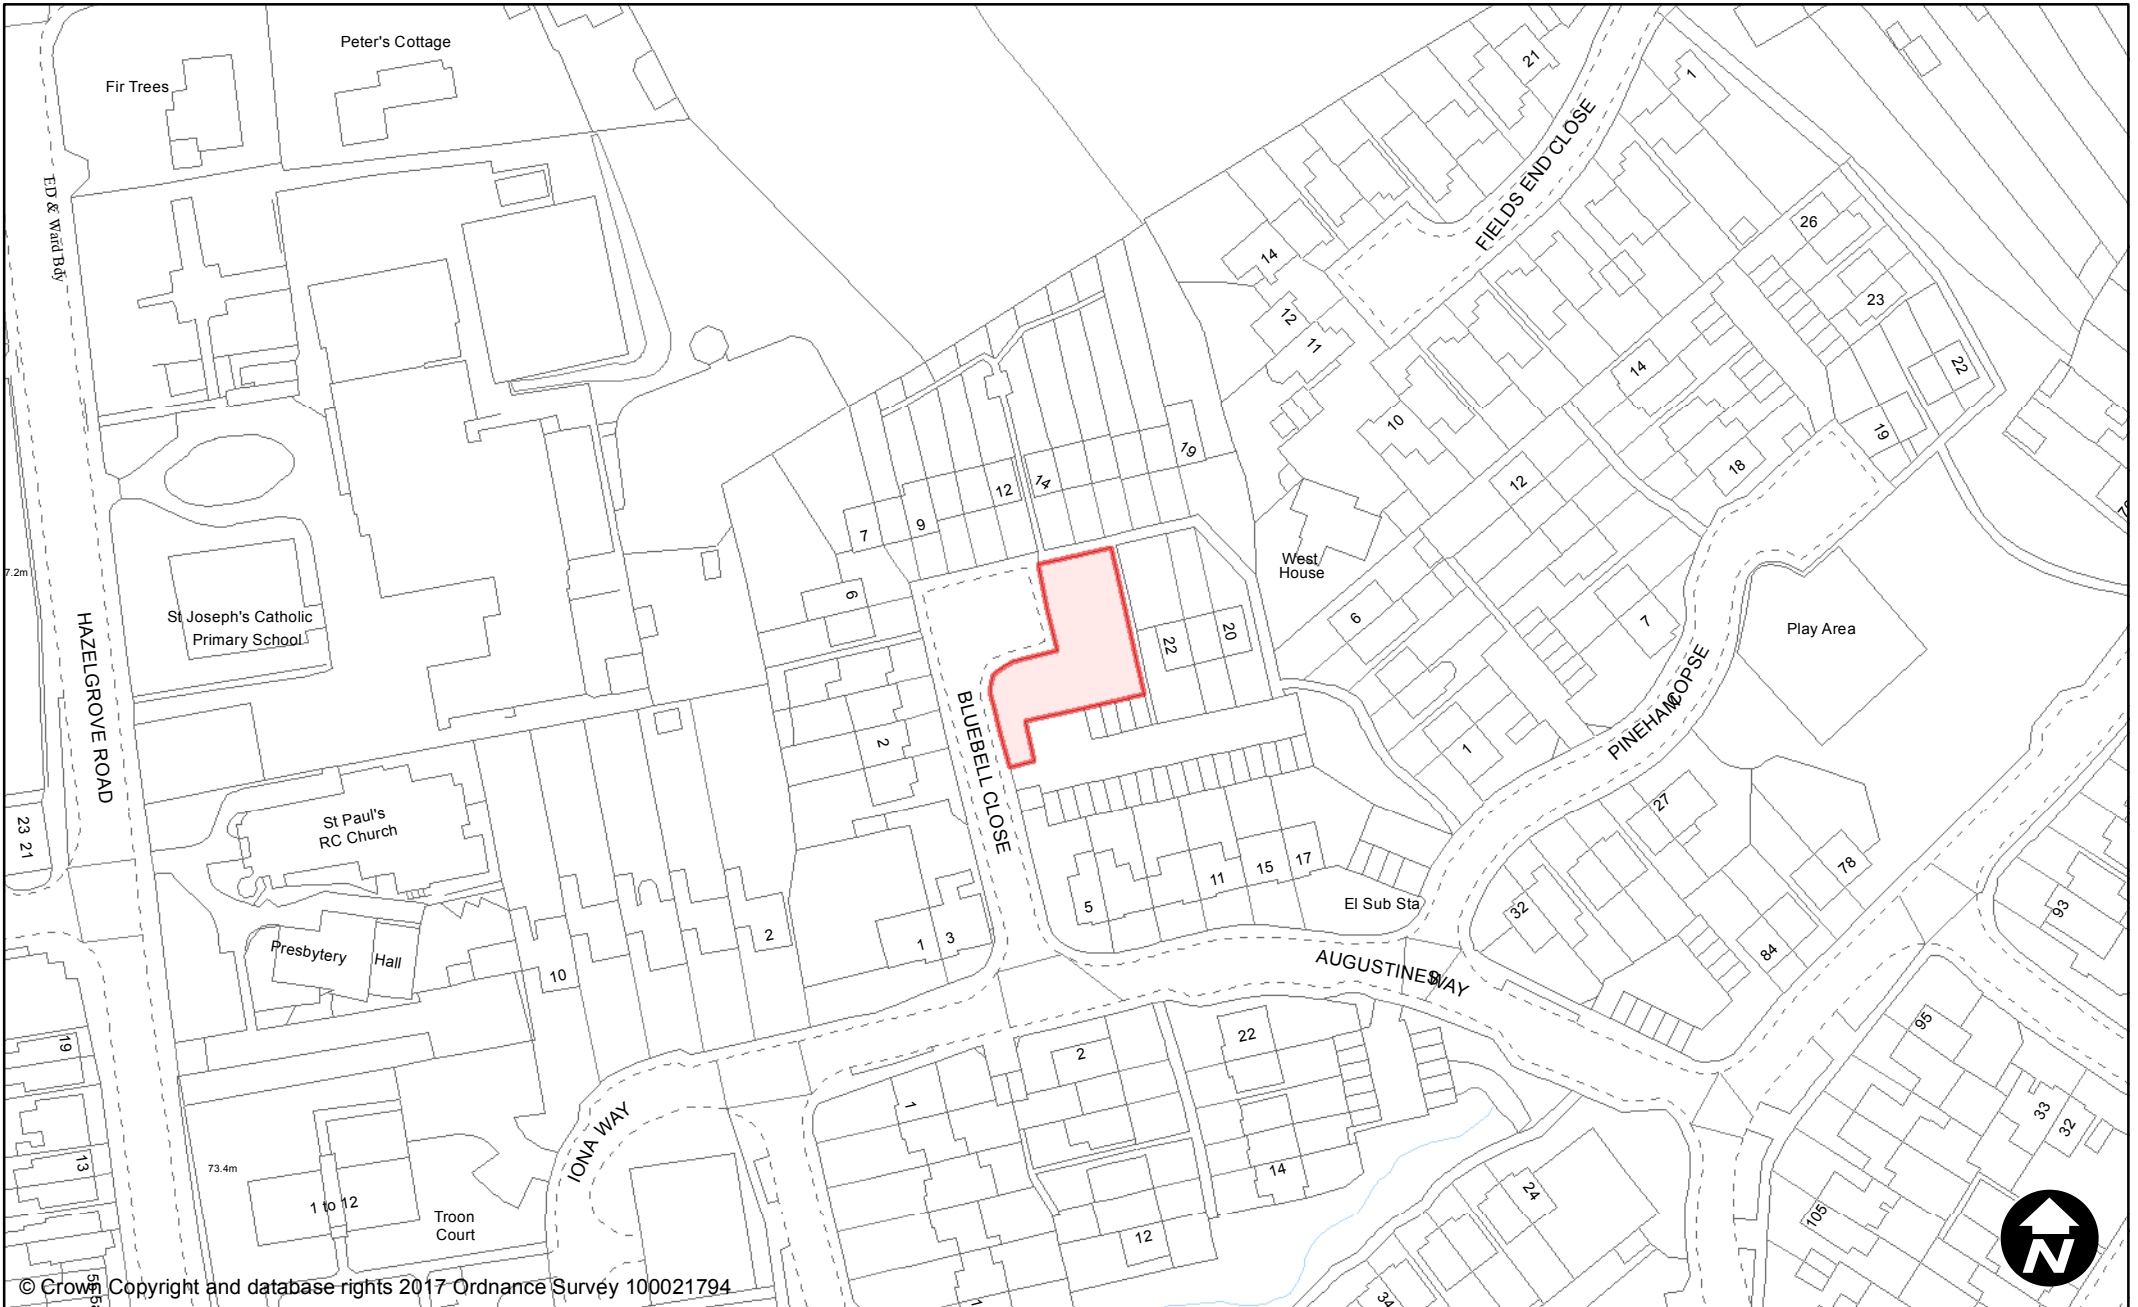 Peter's Cottage
Fir Trees
21
1
FIELDS END CLOSE
ED & Ward Bdy
26
14
23
12
11
22
14
10
19
19
18
12
14
12
9
7
West
House
7.2m
6
6
7
Play Area
St Joseph's Catholic
Primary School
22
20
HAZELGROVE ROAD
BLUEBELL CLOSE
2
PINEHAM COPSE
1
27
St Paul's
RC Church
23
21
5
11
15
17
78
El Sub Sta
32
93
2
1
3
84
Presbytery
Hall
10
AUGUSTINES WAY
19
2
22
95
1
33
32
IONA WAY
13
73.4m
14
24
1 to 12
Troon
Court
12
105
N
34
1
© Crown Copyright and database rights 2017 Ordnance Survey 100021794